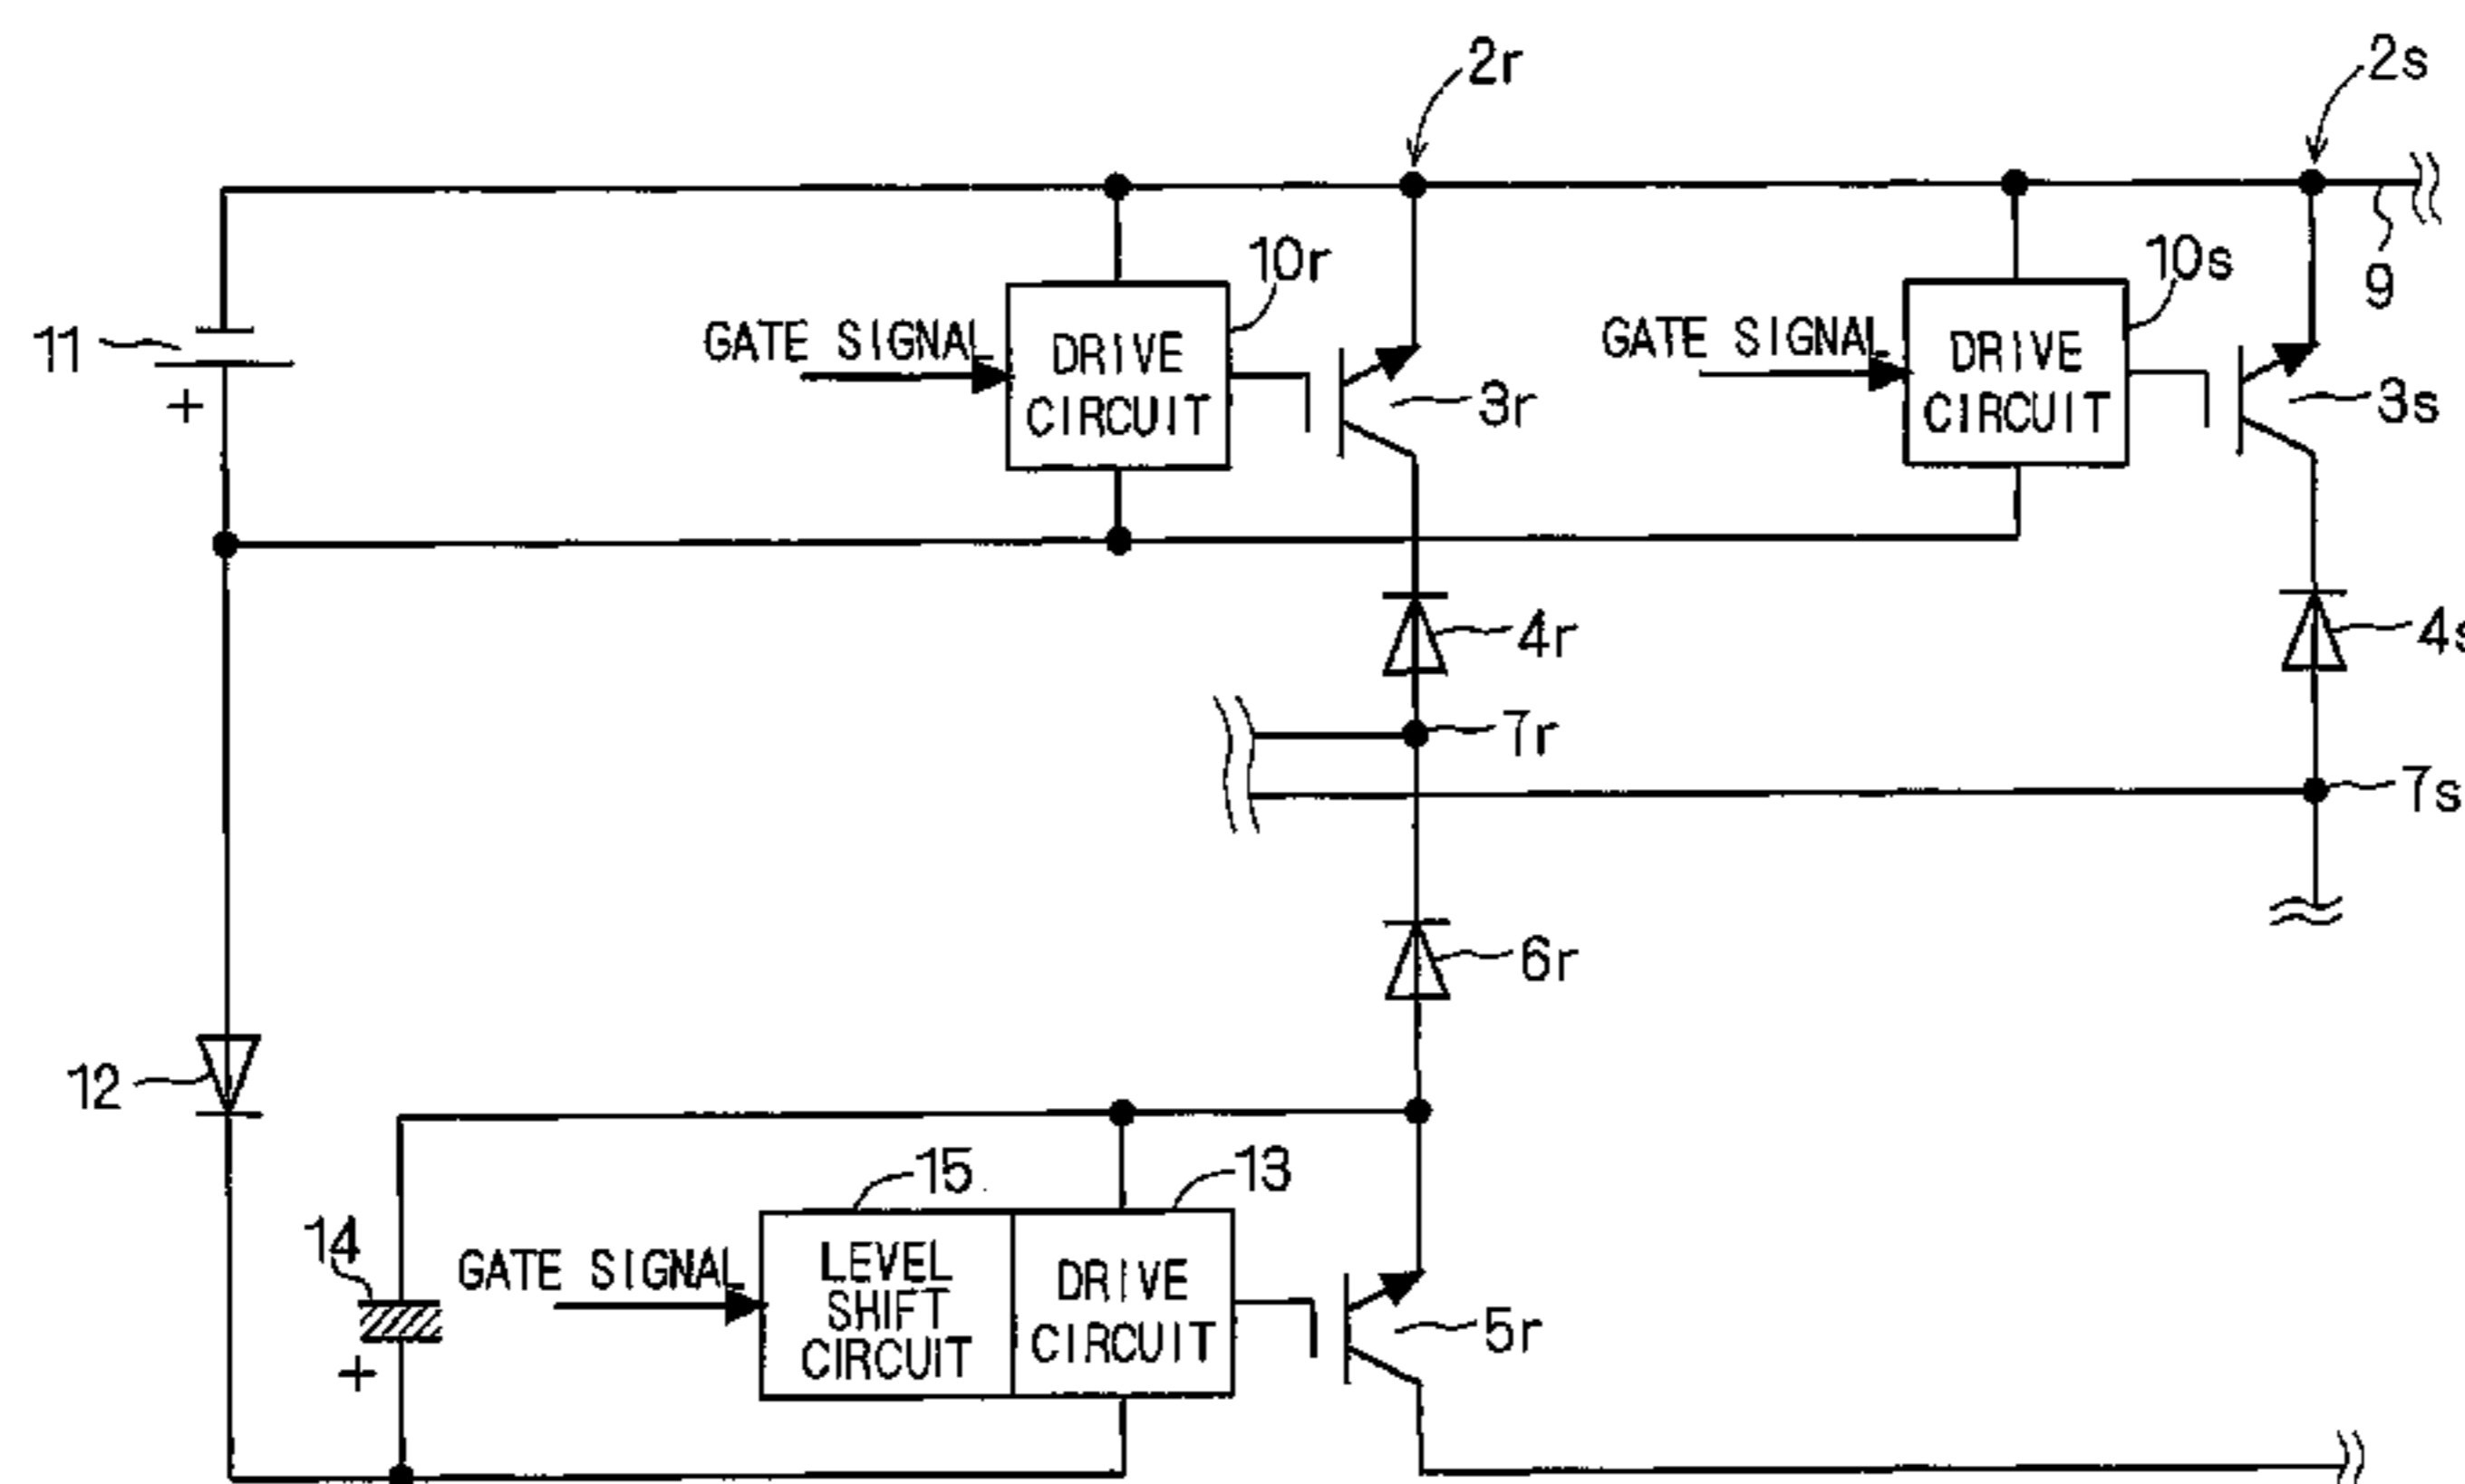 2r
2s
10r
10s
9
11
GATE SIGNAL
DRIVE
CIRCUIT
GATE SIGNAL
DRIVE
CIRCUIT
+
3r
3s
4r
4s
7r
7s
6r
12
15
13
14
GATE SIGNAL
LEVEL
SHIFT
CIRCUIT
DRIVE
CIRCUIT
5r
+